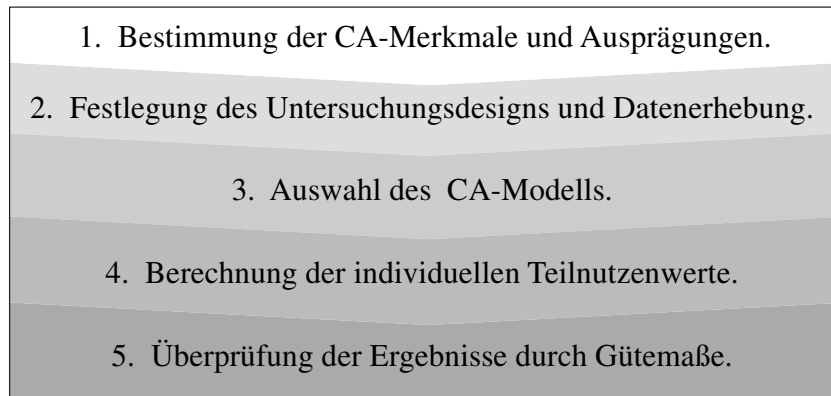 1. Bestimmung der CA-Merkmale und Ausprägungen.
2. Festlegung des Untersuchungsdesigns und Datenerhebung.
3. Auswahl des CA-Modells.
4. Berechnung der individuellen Teilnutzenwerte.
5. Überprüfung der Ergebnisse durch Gütemaße.